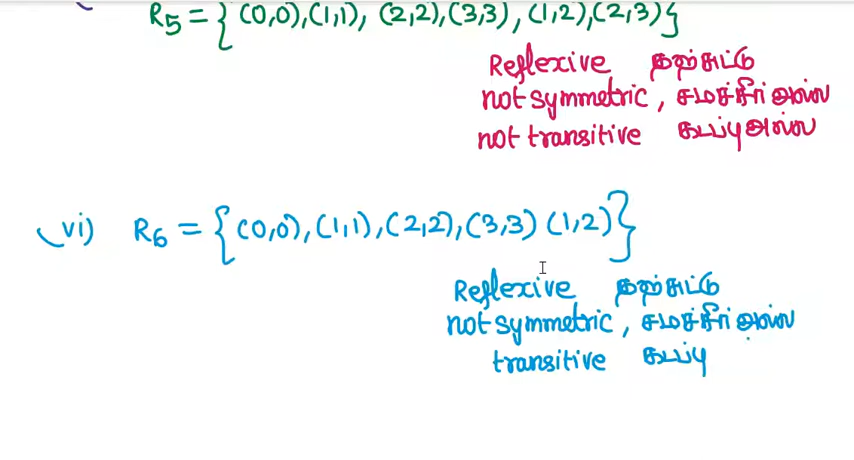 R₅ = { (0,0), (1,1), (2,2), (3,3), (1,2), (2,3) }
Reflexive தற்சுட்டு
not symmetric, சமச்சீர் அல்ல
not transitive கடப்பு அல்ல
vi) R₆ = { (0,0), (1,1), (2,2), (3,3) (1,2) }
Reflexive தற்சுட்டு
not symmetric, சமச்சீர் அல்ல
transitive கடப்பு